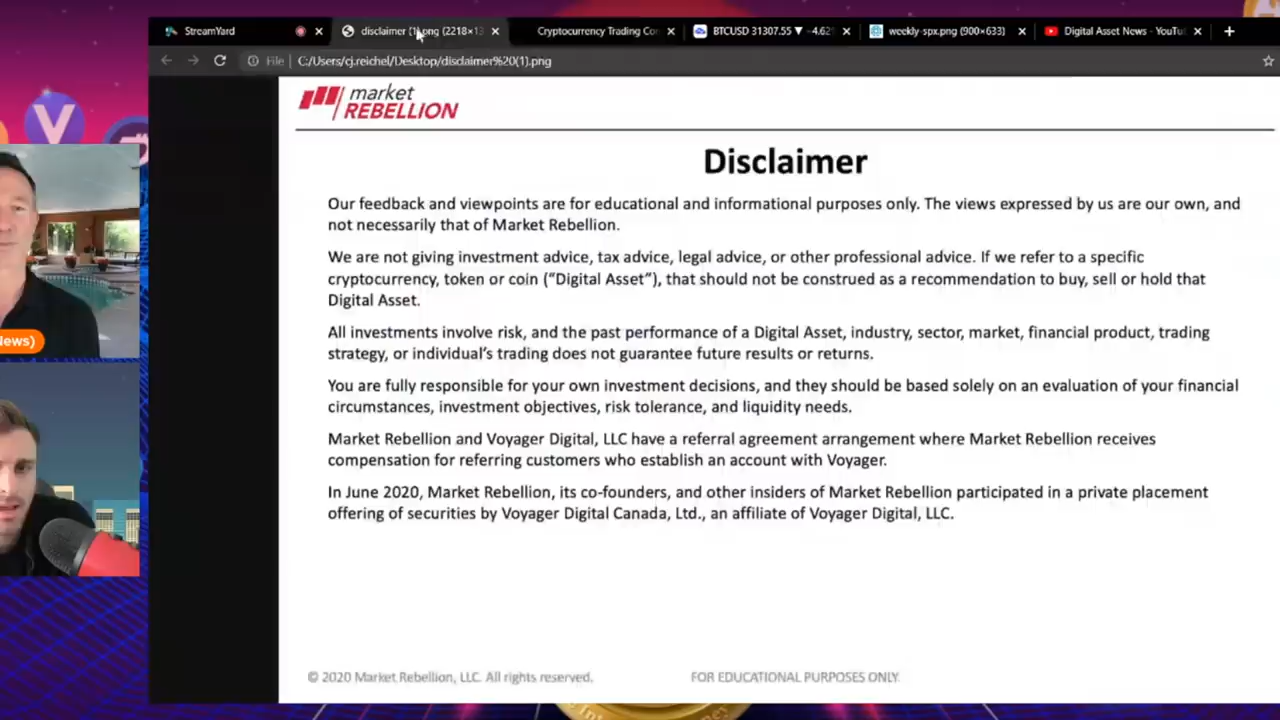 StreamYard
disclaimer (1).png (2218×13
Cryptocurrency Trading Co
BTCUSD 31307.55 ▼ −4.62
weekly-spx.png (900×633)
Digital Asset News - YouTu
File
C:/Users/cj.reichel/Desktop/disclaimer%20(1).png
market
REBELLION
Disclaimer
Our feedback and viewpoints are for educational and informational purposes only. The views expressed by us are our own, and
not necessarily that of Market Rebellion.
We are not giving investment advice, tax advice, legal advice, or other professional advice. If we refer to a specific
cryptocurrency, token or coin (“Digital Asset”), that should not be construed as a recommendation to buy, sell or hold that
Digital Asset.
All investments involve risk, and the past performance of a Digital Asset, industry, sector, market, financial product, trading
strategy, or individual’s trading does not guarantee future results or returns.
You are fully responsible for your own investment decisions, and they should be based solely on an evaluation of your financial
circumstances, investment objectives, risk tolerance, and liquidity needs.
Market Rebellion and Voyager Digital, LLC have a referral agreement arrangement where Market Rebellion receives
compensation for referring customers who establish an account with Voyager.
In June 2020, Market Rebellion, its co-founders, and other insiders of Market Rebellion participated in a private placement
offering of securities by Voyager Digital Canada, Ltd., an affiliate of Voyager Digital, LLC.
© 2020 Market Rebellion, LLC. All rights reserved.
FOR EDUCATIONAL PURPOSES ONLY.
News)